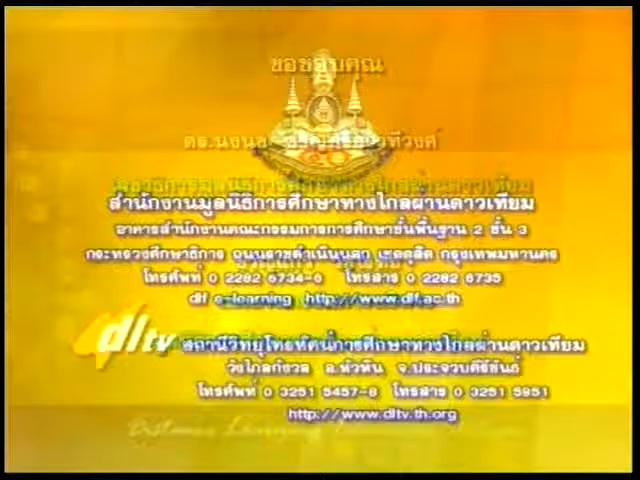 ขอขอบคุณ
๕๐
สำนักงานมูลนิธิการศึกษาทางไกลผ่านดาวเทียม
อาคารสำนักงานคณะกรรมการการศึกษาขั้นพื้นฐาน 2 ชั้น 3
กระทรวงศึกษาธิการ ถนนราชดำเนินนอก เขตดุสิต กรุงเทพมหานคร
โทรศัพท์ 0 2282 6734-6 โทรสาร 0 2282 6735
dlf e-learning http://www.dlf.ac.th
dltv สถานีวิทยุโทรทัศน์การศึกษาทางไกลผ่านดาวเทียม
วังไกลกังวล อ.หัวหิน จ.ประจวบคีรีขันธ์
โทรศัพท์ 0 3251 5457-8 โทรสาร 0 3251 5951
http://www.dltv.th.org
Distance Learning